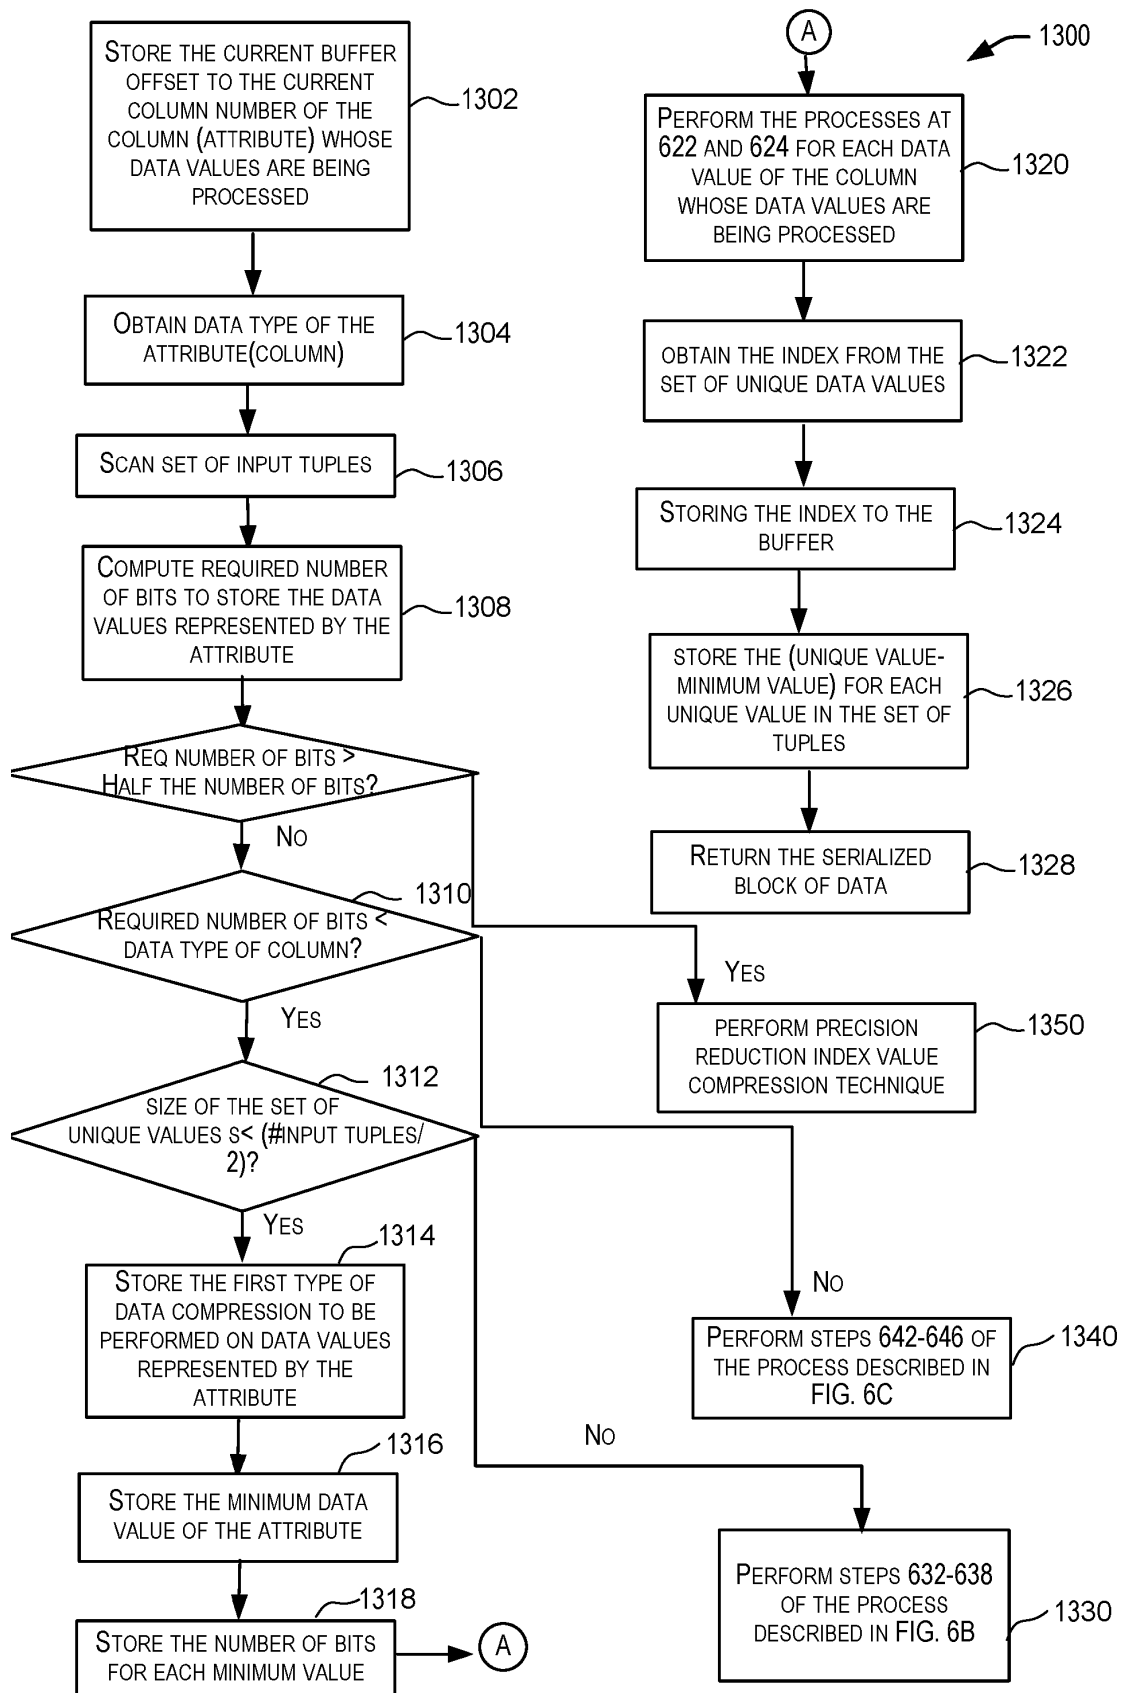 STORE THE CURRENT BUFFER
OFFSET TO THE CURRENT
COLUMN NUMBER OF THE
COLUMN (ATTRIBUTE) WHOSE
DATA VALUES ARE BEING
PROCESSED
1302
OBTAIN DATA TYPE OF THE
ATTRIBUTE(COLUMN)
1304
SCAN SET OF INPUT TUPLES
1306
COMPUTE REQUIRED NUMBER
OF BITS TO STORE THE DATA
VALUES REPRESENTED BY THE
ATTRIBUTE
1308
REQ NUMBER OF BITS >
HALF THE NUMBER OF BITS?
NO
1310
REQUIRED NUMBER OF BITS <
DATA TYPE OF COLUMN?
YES
1312
SIZE OF THE SET OF
UNIQUE VALUES S< (#INPUT TUPLES/
2)?
YES
1314
STORE THE FIRST TYPE OF
DATA COMPRESSION TO BE
PERFORMED ON DATA VALUES
REPRESENTED BY THE
ATTRIBUTE
1316
STORE THE MINIMUM DATA
VALUE OF THE ATTRIBUTE
1318
STORE THE NUMBER OF BITS
FOR EACH MINIMUM VALUE
A
A
1300
PERFORM THE PROCESSES AT
622 AND 624 FOR EACH DATA
VALUE OF THE COLUMN
WHOSE DATA VALUES ARE
BEING PROCESSED
1320
OBTAIN THE INDEX FROM THE
SET OF UNIQUE DATA VALUES
1322
STORING THE INDEX TO THE
BUFFER
1324
STORE THE (UNIQUE VALUE-
MINIMUM VALUE) FOR EACH
UNIQUE VALUE IN THE SET OF
TUPLES
1326
RETURN THE SERIALIZED
BLOCK OF DATA
1328
YES
PERFORM PRECISION
REDUCTION INDEX VALUE
COMPRESSION TECHNIQUE
1350
NO
PERFORM STEPS 642-646 OF
THE PROCESS DESCRIBED IN
FIG. 6C
1340
NO
PERFORM STEPS 632-638
OF THE PROCESS
DESCRIBED IN FIG. 6B
1330